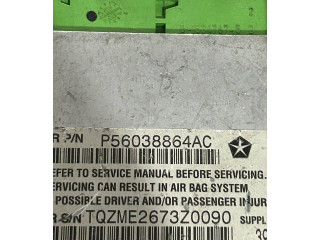 R P/N P56038864AC
EFER TO SERVICE MANUAL BEFORE SERVICING.
ERVICING CAN RESULT IN AIR BAG SYSTEM
POSSIBLE DRIVER AND/OR PASSENGER INJUR
R S/N TQZME2673Z0090 SUPPL